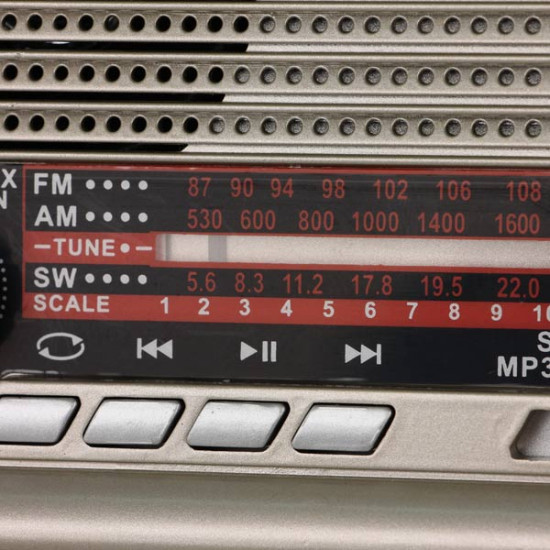 X
N
FM •••• 87 90 94 98 102 106 108
AM •••• 530 600 800 1000 1400 1600
–TUNE•–
SW •••• 5.6 8.3 11.2 17.8 19.5 22.0
SCALE 1 2 3 4 5 6 7 8 9 10
S
MP3